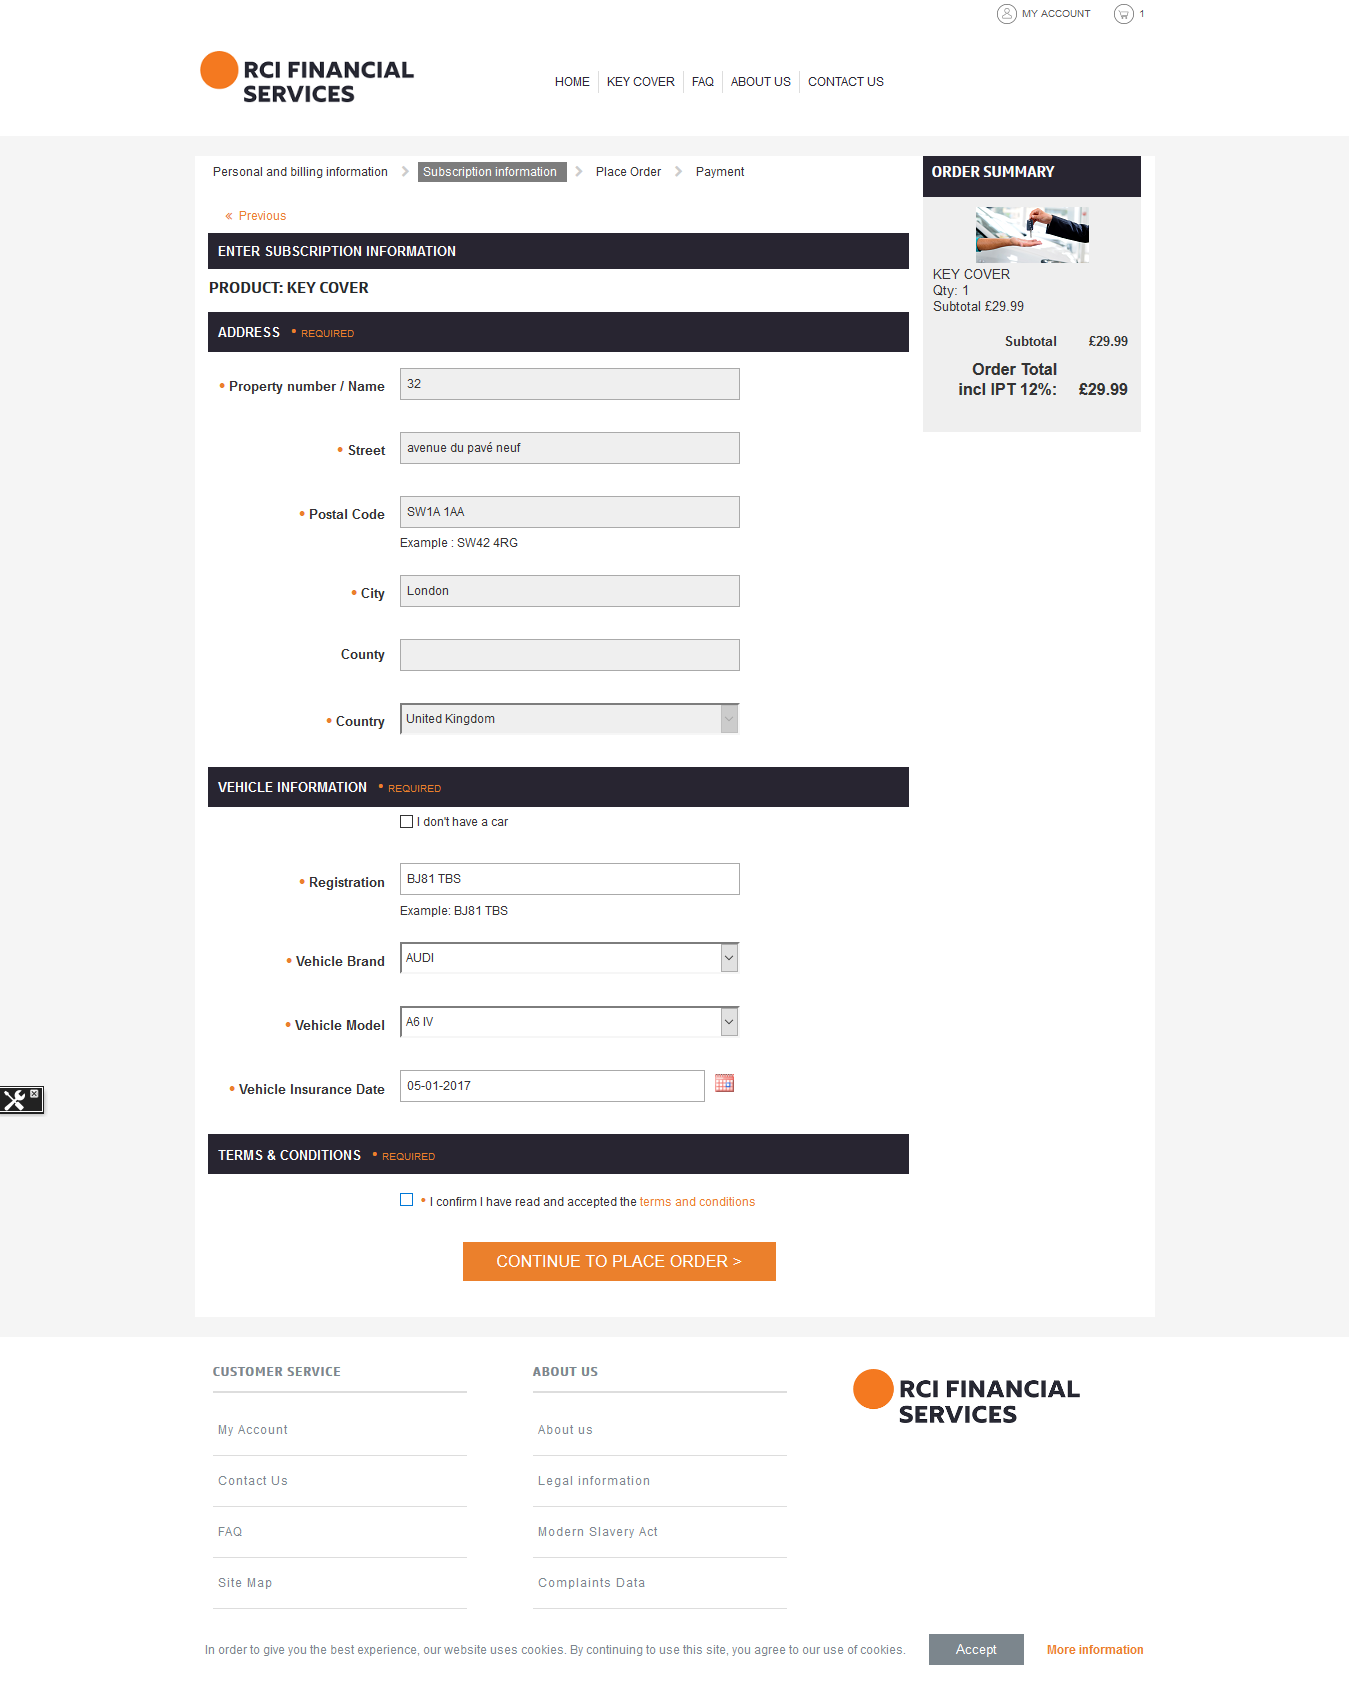 MY ACCOUNT 1
RCI FINANCIAL
SERVICES
HOME KEY COVER FAQ ABOUT US CONTACT US
Personal and billing information Subscription information Place Order Payment
« Previous
ENTER SUBSCRIPTION INFORMATION
PRODUCT: KEY COVER
ADDRESS • REQUIRED
• Property number / Name 32
• Street avenue du pavé neuf
• Postal Code SW1A 1AA
Example : SW42 4RG
• City London
County
• Country United Kingdom
VEHICLE INFORMATION • REQUIRED
I don't have a car
• Registration BJ81 TBS
Example: BJ81 TBS
• Vehicle Brand AUDI
• Vehicle Model A6 IV
• Vehicle Insurance Date 05-01-2017
TERMS & CONDITIONS • REQUIRED
• I confirm I have read and accepted the terms and conditions
CONTINUE TO PLACE ORDER >
ORDER SUMMARY
KEY COVER
Qty: 1
Subtotal £29.99
Subtotal £29.99
Order Total
incl IPT 12%: £29.99
CUSTOMER SERVICE
My Account
Contact Us
FAQ
Site Map
ABOUT US
About us
Legal information
Modern Slavery Act
Complaints Data
RCI FINANCIAL
SERVICES
In order to give you the best experience, our website uses cookies. By continuing to use this site, you agree to our use of cookies. Accept More information